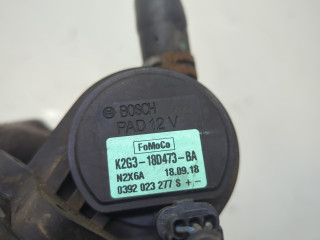 BOSCH
PAD 12 V
FoMoCo
K2G3-18D473-BA
N2X6A 18.09.18
0392 023 277 S + -